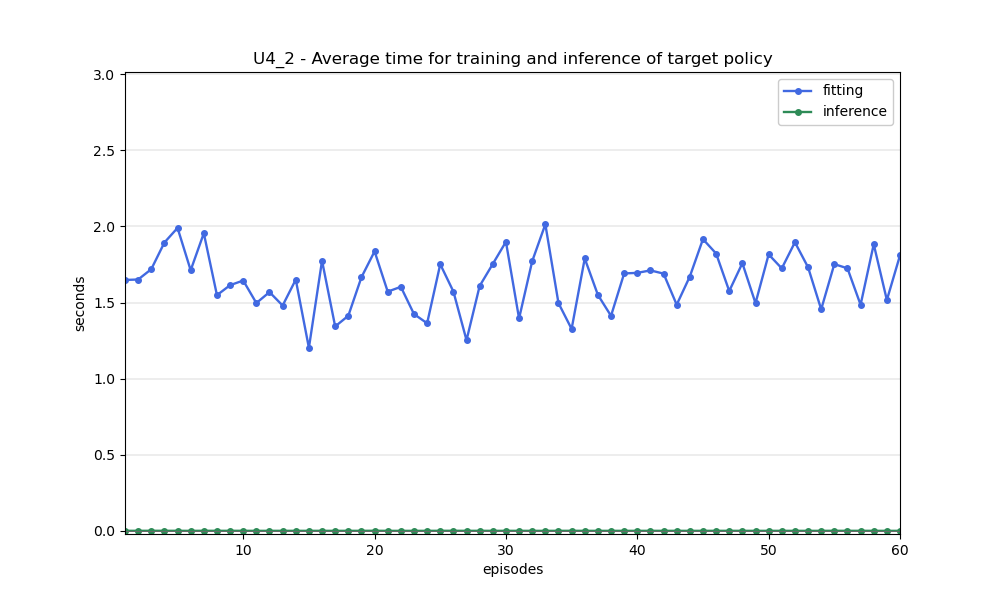 U4_2 - Average time for training and inference of target policy
fitting
inference
seconds
3.0
2.5
2.0
1.5
1.0
0.5
0.0
10 20 30 40 50 60
episodes